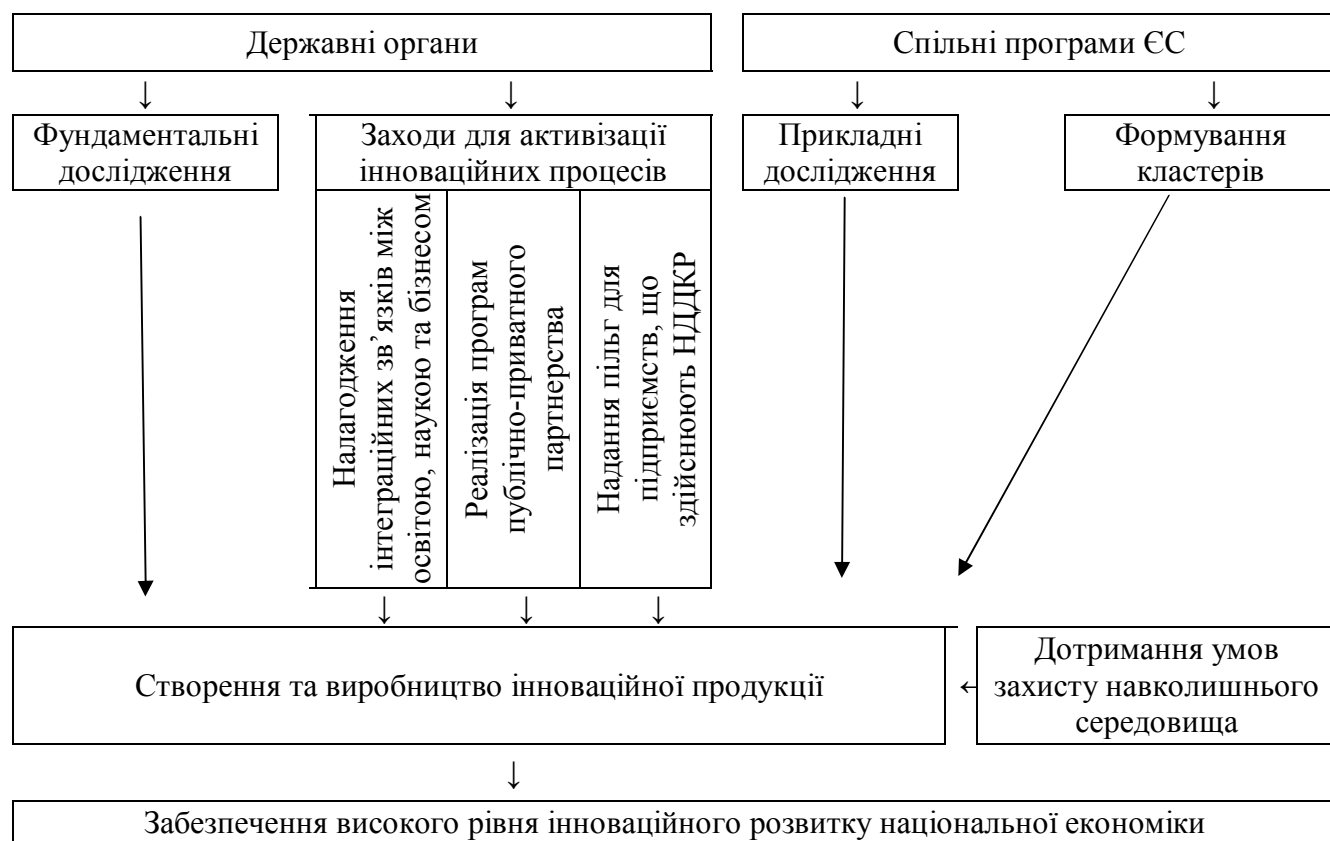 Державні органи
Спільні програми ЄС
↓
↓
↓
↓
Фундаментальні
дослідження
Заходи для активізації
інноваційних процесів
Прикладні
дослідження
Формування
кластерів
Налагодження
інтеграційних зв’язків між
освітою, наукою та бізнесом
Реалізація програм
публічно-приватного
партнерства
Надання пільг для
підприємств, що
здійснюють НДДКР
↓
↓
↓
Створення та виробництво інноваційної продукції
←
Дотримання умов
захисту навколишнього
середовища
↓
Забезпечення високого рівня інноваційного розвитку національної економіки